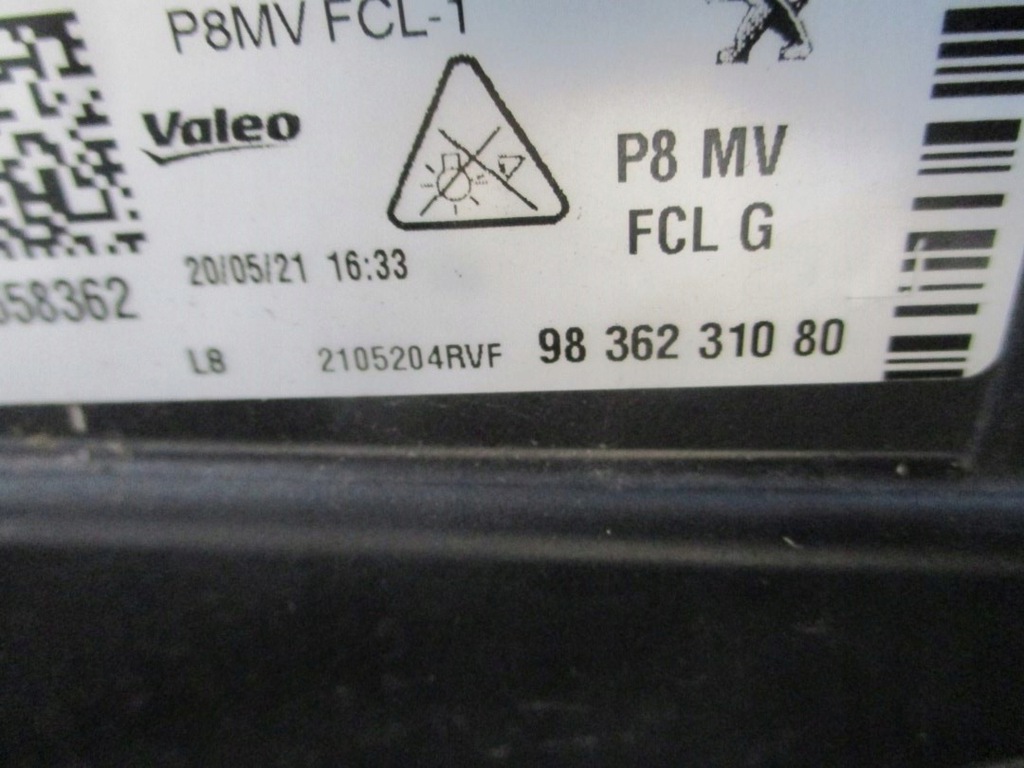 P8MV FCL-1
Valeo
P8 MV
FCL G
20/05/21 16:33
58362
L8 2105204RVF 98 362 310 80